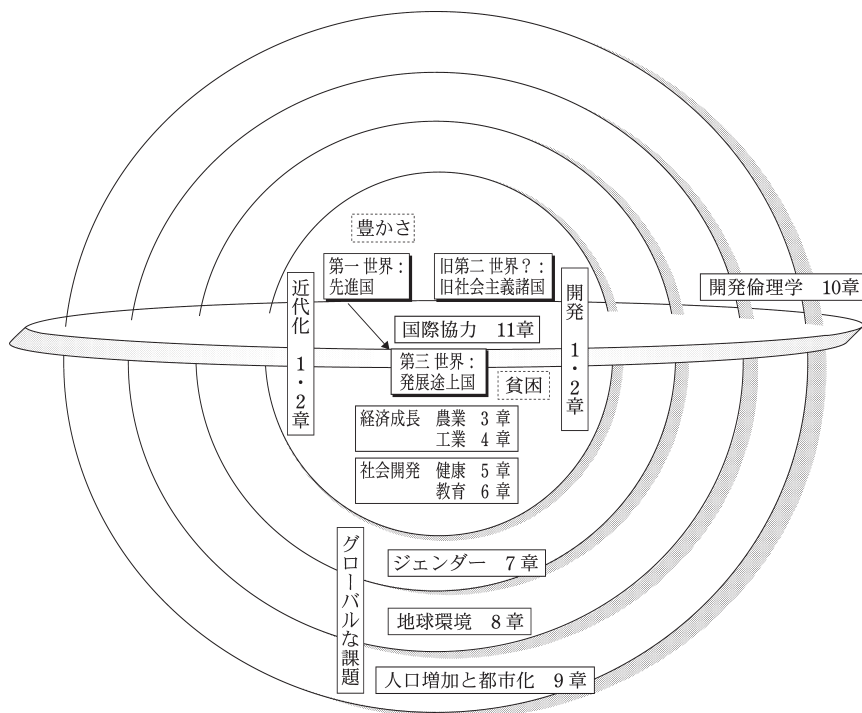 豊かさ
第一世界：
先進国
旧第二世界？：
旧社会主義諸国
開発倫理学　10章
近代化　1・2章
開発　1・2章
国際協力　11章
第三世界：
発展途上国
貧困
経済成長　農業　3章
工業　4章
社会開発　健康　5章
教育　6章
グローバルな課題
ジェンダー　7章
地球環境　8章
人口増加と都市化　9章